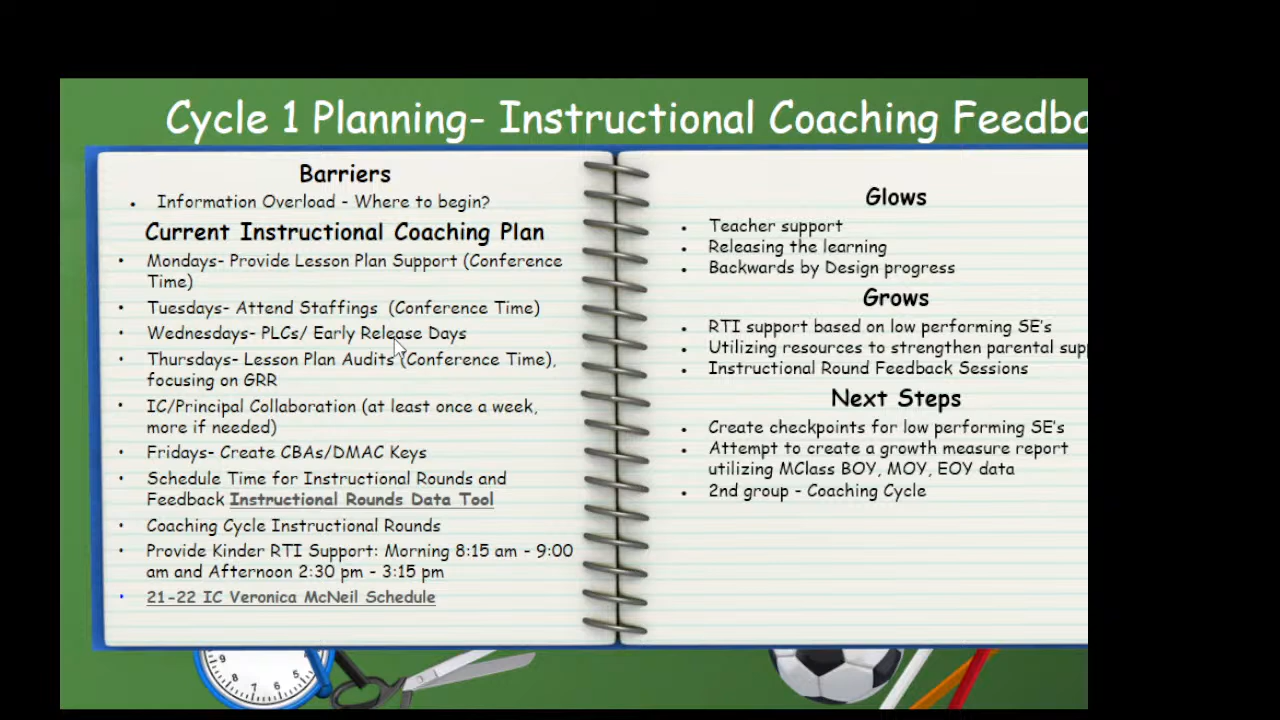 Cycle 1 Planning- Instructional Coaching
Barriers
Information Overload - Where to begin?
Current Instructional Coaching Plan
Mondays- Provide Lesson Plan Support (Conference
Time)
Tuesdays- Attend Staffings (Conference Time)
Wednesdays- PLCs/ Early Release Days
Thursdays- Lesson Plan Audits (Conference Time),
focusing on GRR
IC/Principal Collaboration (at least once a week,
more if needed)
Fridays- Create CBAs/DMAC Keys
Schedule Time for Instructional Rounds and
Feedback Instructional Rounds Data Tool
Coaching Cycle Instructional Rounds
Provide Kinder RTI Support: Morning 8:15 am - 9:00
am and Afternoon 2:30 pm - 3:15 pm
21-22 IC Veronica McNeil Schedule
Glows
Teacher support
Releasing the learning
Backwards by Design progress
Grows
RTI support based on low performing SE's
Utilizing resources to strengthen parental
Instructional Round Feedback Sessions
Next Steps
Create checkpoints for low performing SE's
Attempt to create a growth measure report
utilizing MClass BOY, MOY, EOY data
2nd group - Coaching Cycle
9
8
7
6
5